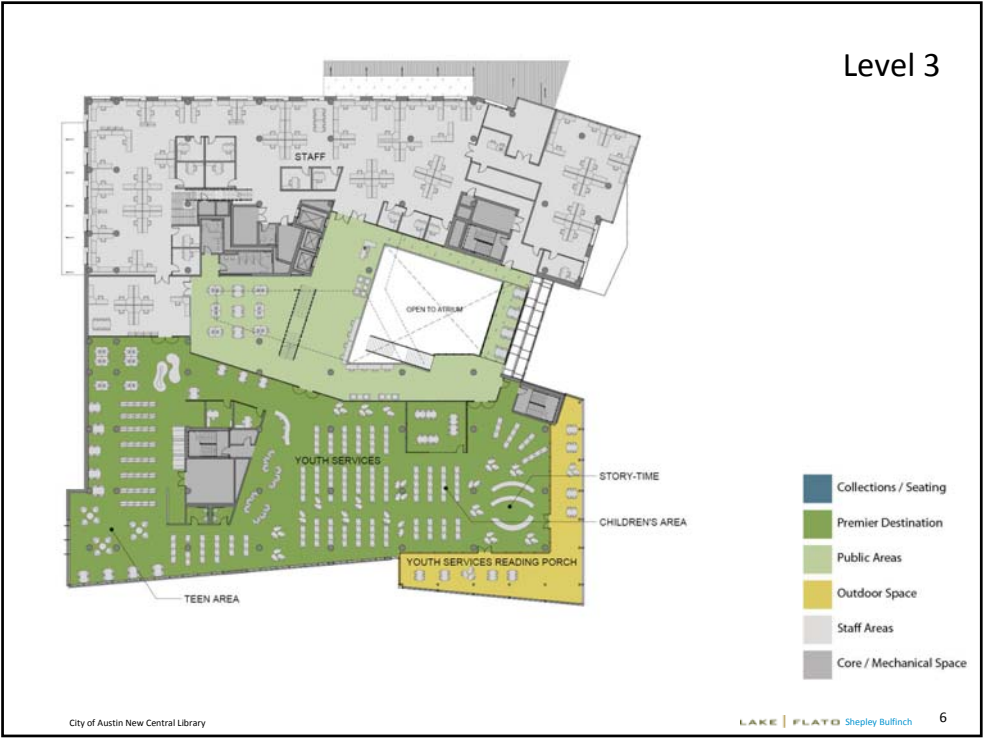 Level 3
STAFF
OPEN TO ATRIUM
YOUTH SERVICES
STORY-TIME
CHILDREN'S AREA
YOUTH SERVICES READING PORCH
TEEN AREA
Collections / Seating
Premier Destination
Public Areas
Outdoor Space
Staff Areas
Core / Mechanical Space
City of Austin New Central Library
LAKE | FLATO Shepley Bulfinch
6